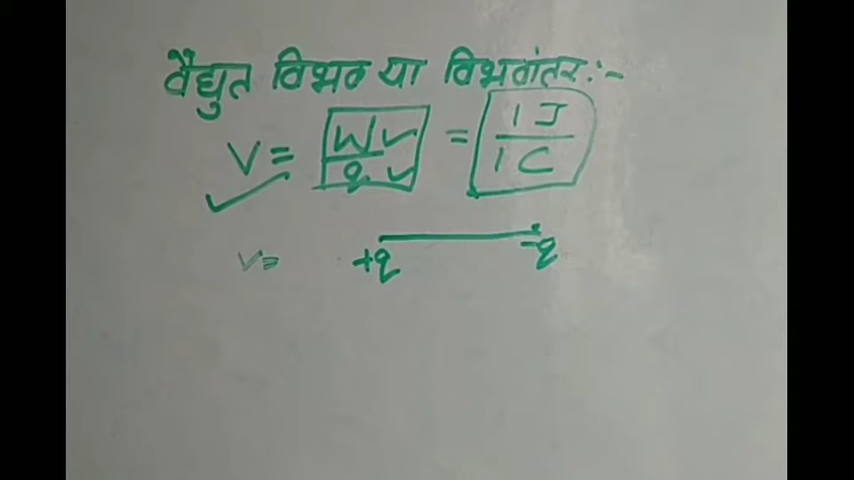 वैद्युत विभव या विभवांतर :-
V = W/q = 1J/1C
V= +q -q